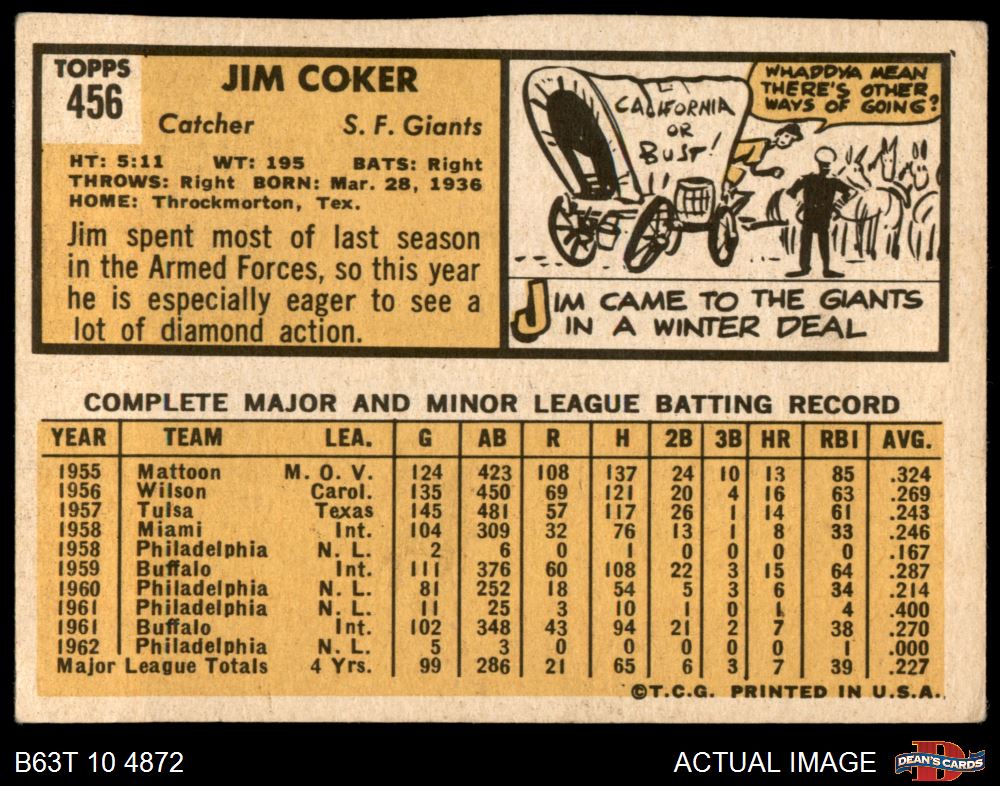 TOPPS
456
JIM COKER
Catcher S. F. Giants
HT: 5:11 WT: 195 BATS: Right
THROWS: Right BORN: Mar. 28, 1936
HOME: Throckmorton, Tex.
Jim spent most of last season
in the Armed Forces, so this year
he is especially eager to see a
lot of diamond action.
CALIFORNIA
OR
BUST!
WHADDYA MEAN
THERE'S OTHER
WAYS OF GOING?
JIM CAME TO THE GIANTS
IN A WINTER DEAL
COMPLETE MAJOR AND MINOR LEAGUE BATTING RECORD
YEAR TEAM LEA. G AB R H 2B 3B HR RBI AVG.
1955 Mattoon M. O. V. 124 423 108 137 24 10 13 85 .324
1956 Wilson Carol. 135 450 69 121 20 4 16 63 .269
1957 Tulsa Texas 145 481 57 117 26 1 14 61 .243
1958 Miami Int. 104 309 32 76 13 1 8 33 .246
1958 Philadelphia N. L. 2 6 0 1 0 0 0 0 .167
1959 Buffalo Int. 111 376 60 108 22 3 15 64 .287
1960 Philadelphia N. L. 81 252 18 54 5 3 6 34 .214
1961 Philadelphia N. L. 11 25 3 10 1 0 1 4 .400
1961 Buffalo Int. 102 348 43 94 21 2 7 38 .270
1962 Philadelphia N. L. 5 3 0 0 0 0 0 1 .000
Major League Totals 4 Yrs. 99 286 21 65 6 3 7 39 .227
©T.C.G. PRINTED IN U.S.A.
B63T 10 4872 ACTUAL IMAGE
DEAN'S CARDS